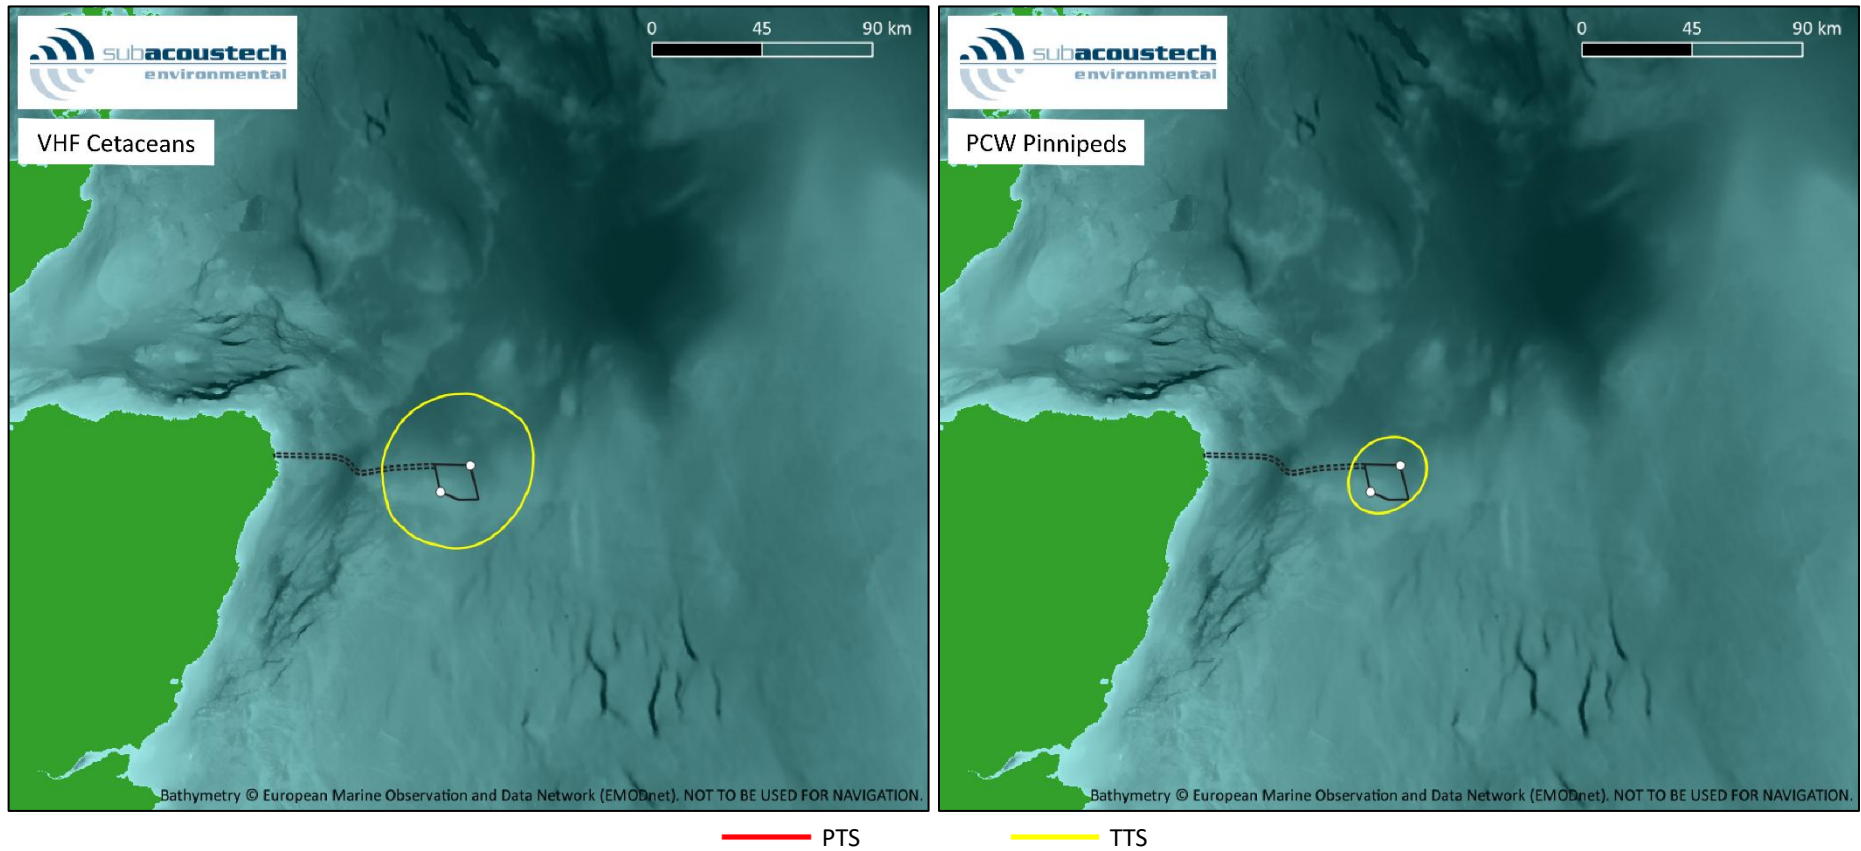 subacoustech
environmental
VHF Cetaceans
0 45 90 km
Bathymetry © European Marine Observation and Data Network (EMODnet). NOT TO BE USED FOR NAVIGATION.
subacoustech
environmental
PCW Pinnipeds
0 45 90 km
Bathymetry © European Marine Observation and Data Network (EMODnet). NOT TO BE USED FOR NAVIGATION.
PTS TTS